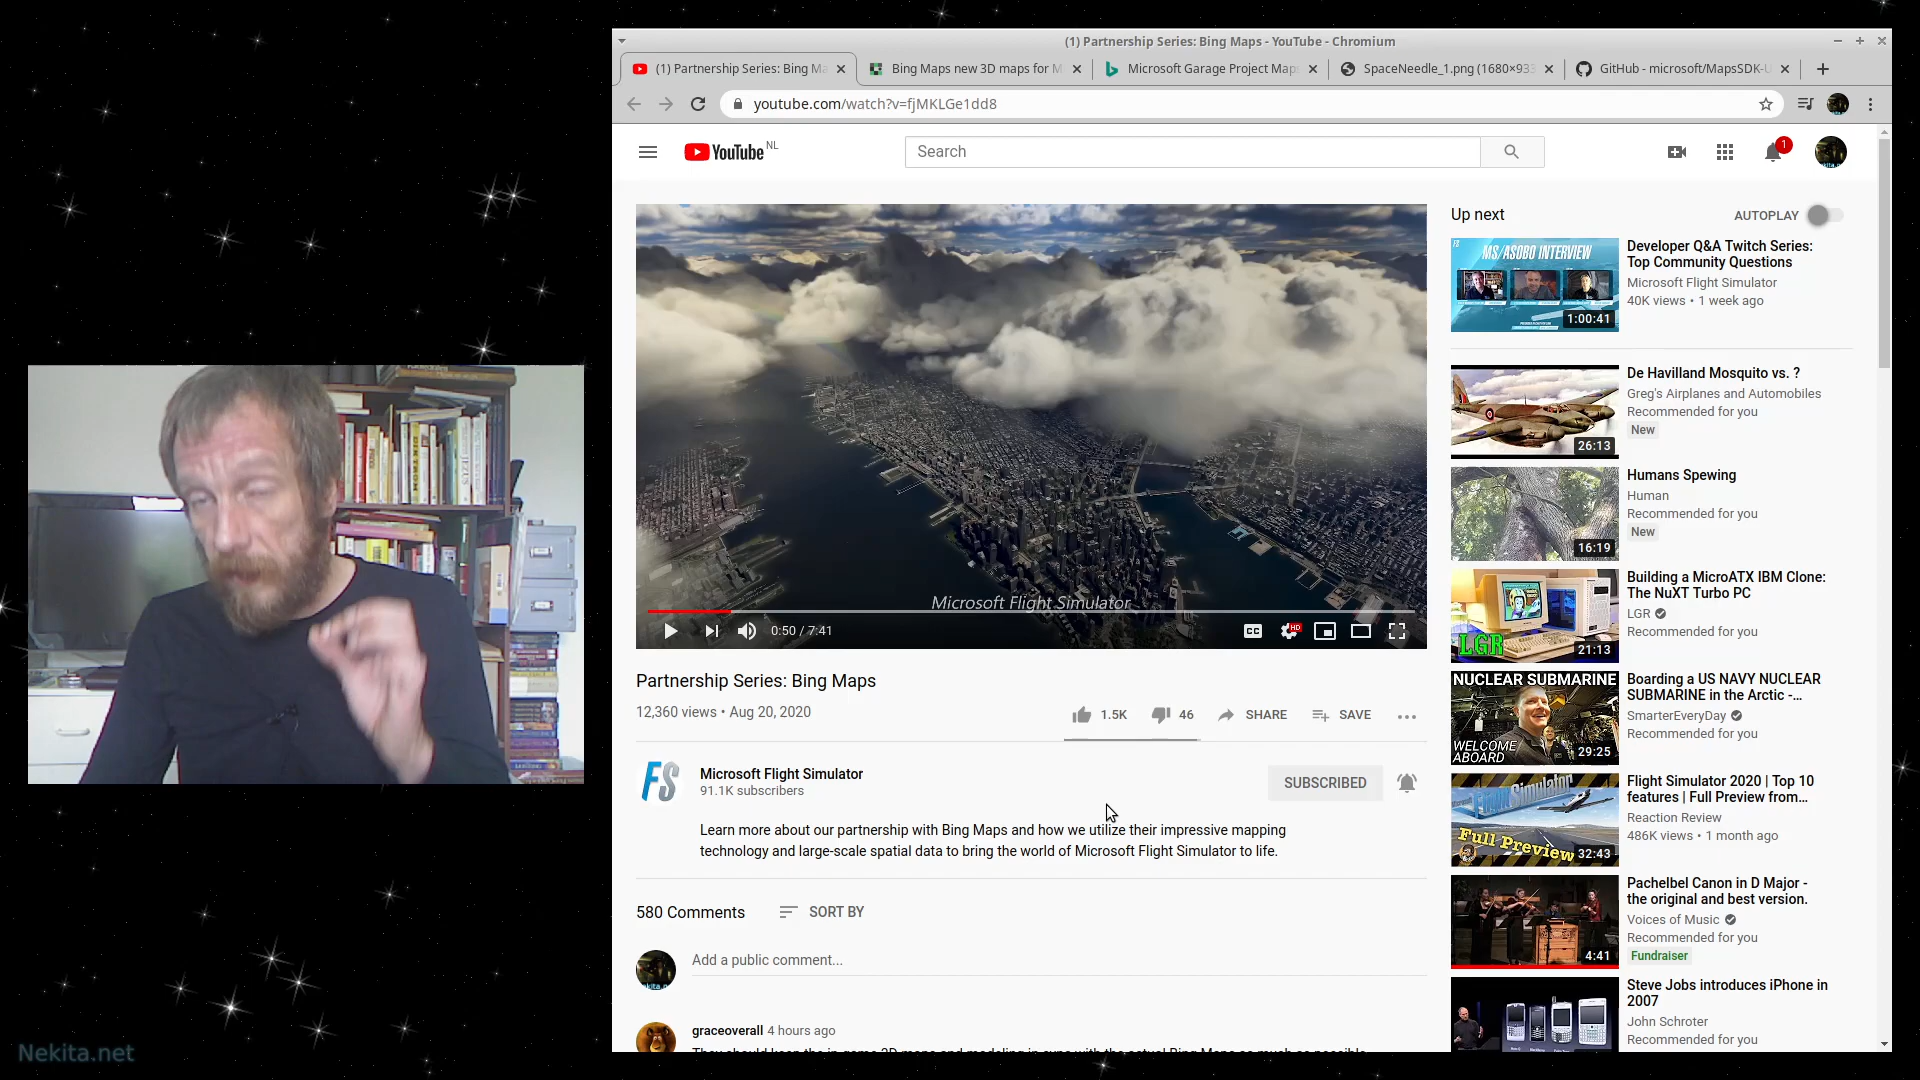 (1) Partnership Series: Bing Maps - YouTube - Chromium
(1) Partnership Series: Bing Ma
Bing Maps new 3D maps for M
Microsoft Garage Project Map
SpaceNeedle_1.png (1680×933
GitHub - microsoft/MapsSDK-U
youtube.com/watch?v=fjMKLGe1dd8
YouTube NL
Search
1
Microsoft Flight Simulator
0:50 / 7:41
CC
HD
Partnership Series: Bing Maps
12,360 views • Aug 20, 2020
1.5K
46
SHARE
SAVE
FS
Microsoft Flight Simulator
91.1K subscribers
SUBSCRIBED
Learn more about our partnership with Bing Maps and how we utilize their impressive mapping
technology and large-scale spatial data to bring the world of Microsoft Flight Simulator to life.
580 Comments
SORT BY
Add a public comment...
graceoverall 4 hours ago
Up next
AUTOPLAY
MS/ASOBO INTERVIEW
1:00:41
Developer Q&A Twitch Series:
Top Community Questions
Microsoft Flight Simulator
40K views • 1 week ago
26:13
De Havilland Mosquito vs. ?
Greg's Airplanes and Automobiles
Recommended for you
New
16:19
Humans Spewing
Human
Recommended for you
New
LGR
21:13
Building a MicroATX IBM Clone:
The NuXT Turbo PC
LGR
Recommended for you
NUCLEAR SUBMARINE
WELCOME
ABOARD
29:25
Boarding a US NAVY NUCLEAR
SUBMARINE in the Arctic -...
SmarterEveryDay
Recommended for you
Full Preview
32:43
Flight Simulator 2020 | Top 10
features | Full Preview from...
Reaction Review
486K views • 1 month ago
4:41
Pachelbel Canon in D Major -
the original and best version.
Voices of Music
Recommended for you
Fundraiser
Steve Jobs introduces iPhone in
2007
John Schroter
Recommended for you
Nekita.net